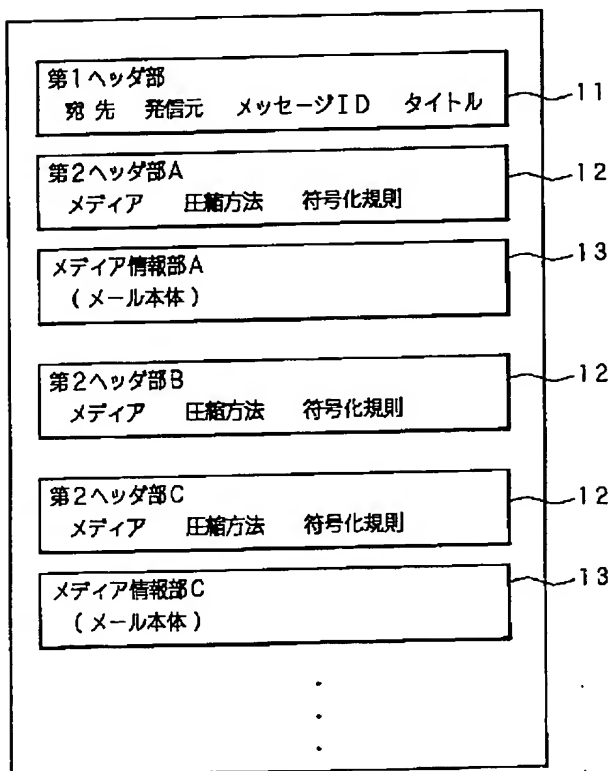 第1ヘッダ部
宛先 発信元 メッセージID タイトル
11
第2ヘッダ部A
メディア 圧縮方法 符号化規則
12
メディア情報部A
(メール本体)
13
第2ヘッダ部B
メディア 圧縮方法 符号化規則
12
第2ヘッダ部C
メディア 圧縮方法 符号化規則
12
メディア情報部C
(メール本体)
13